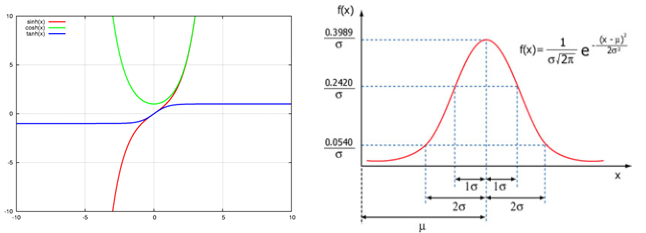 sinh(x)
cosh(x)
tanh(x)
10
5
0
-5
-10
-10
-5
0
5
10
f(x)
0.3989
σ
0.2420
σ
0.0540
σ
f(x)= 1/σ√2π e^-(x - μ)²/2σ²
x
1σ 1σ
2σ 2σ
μ